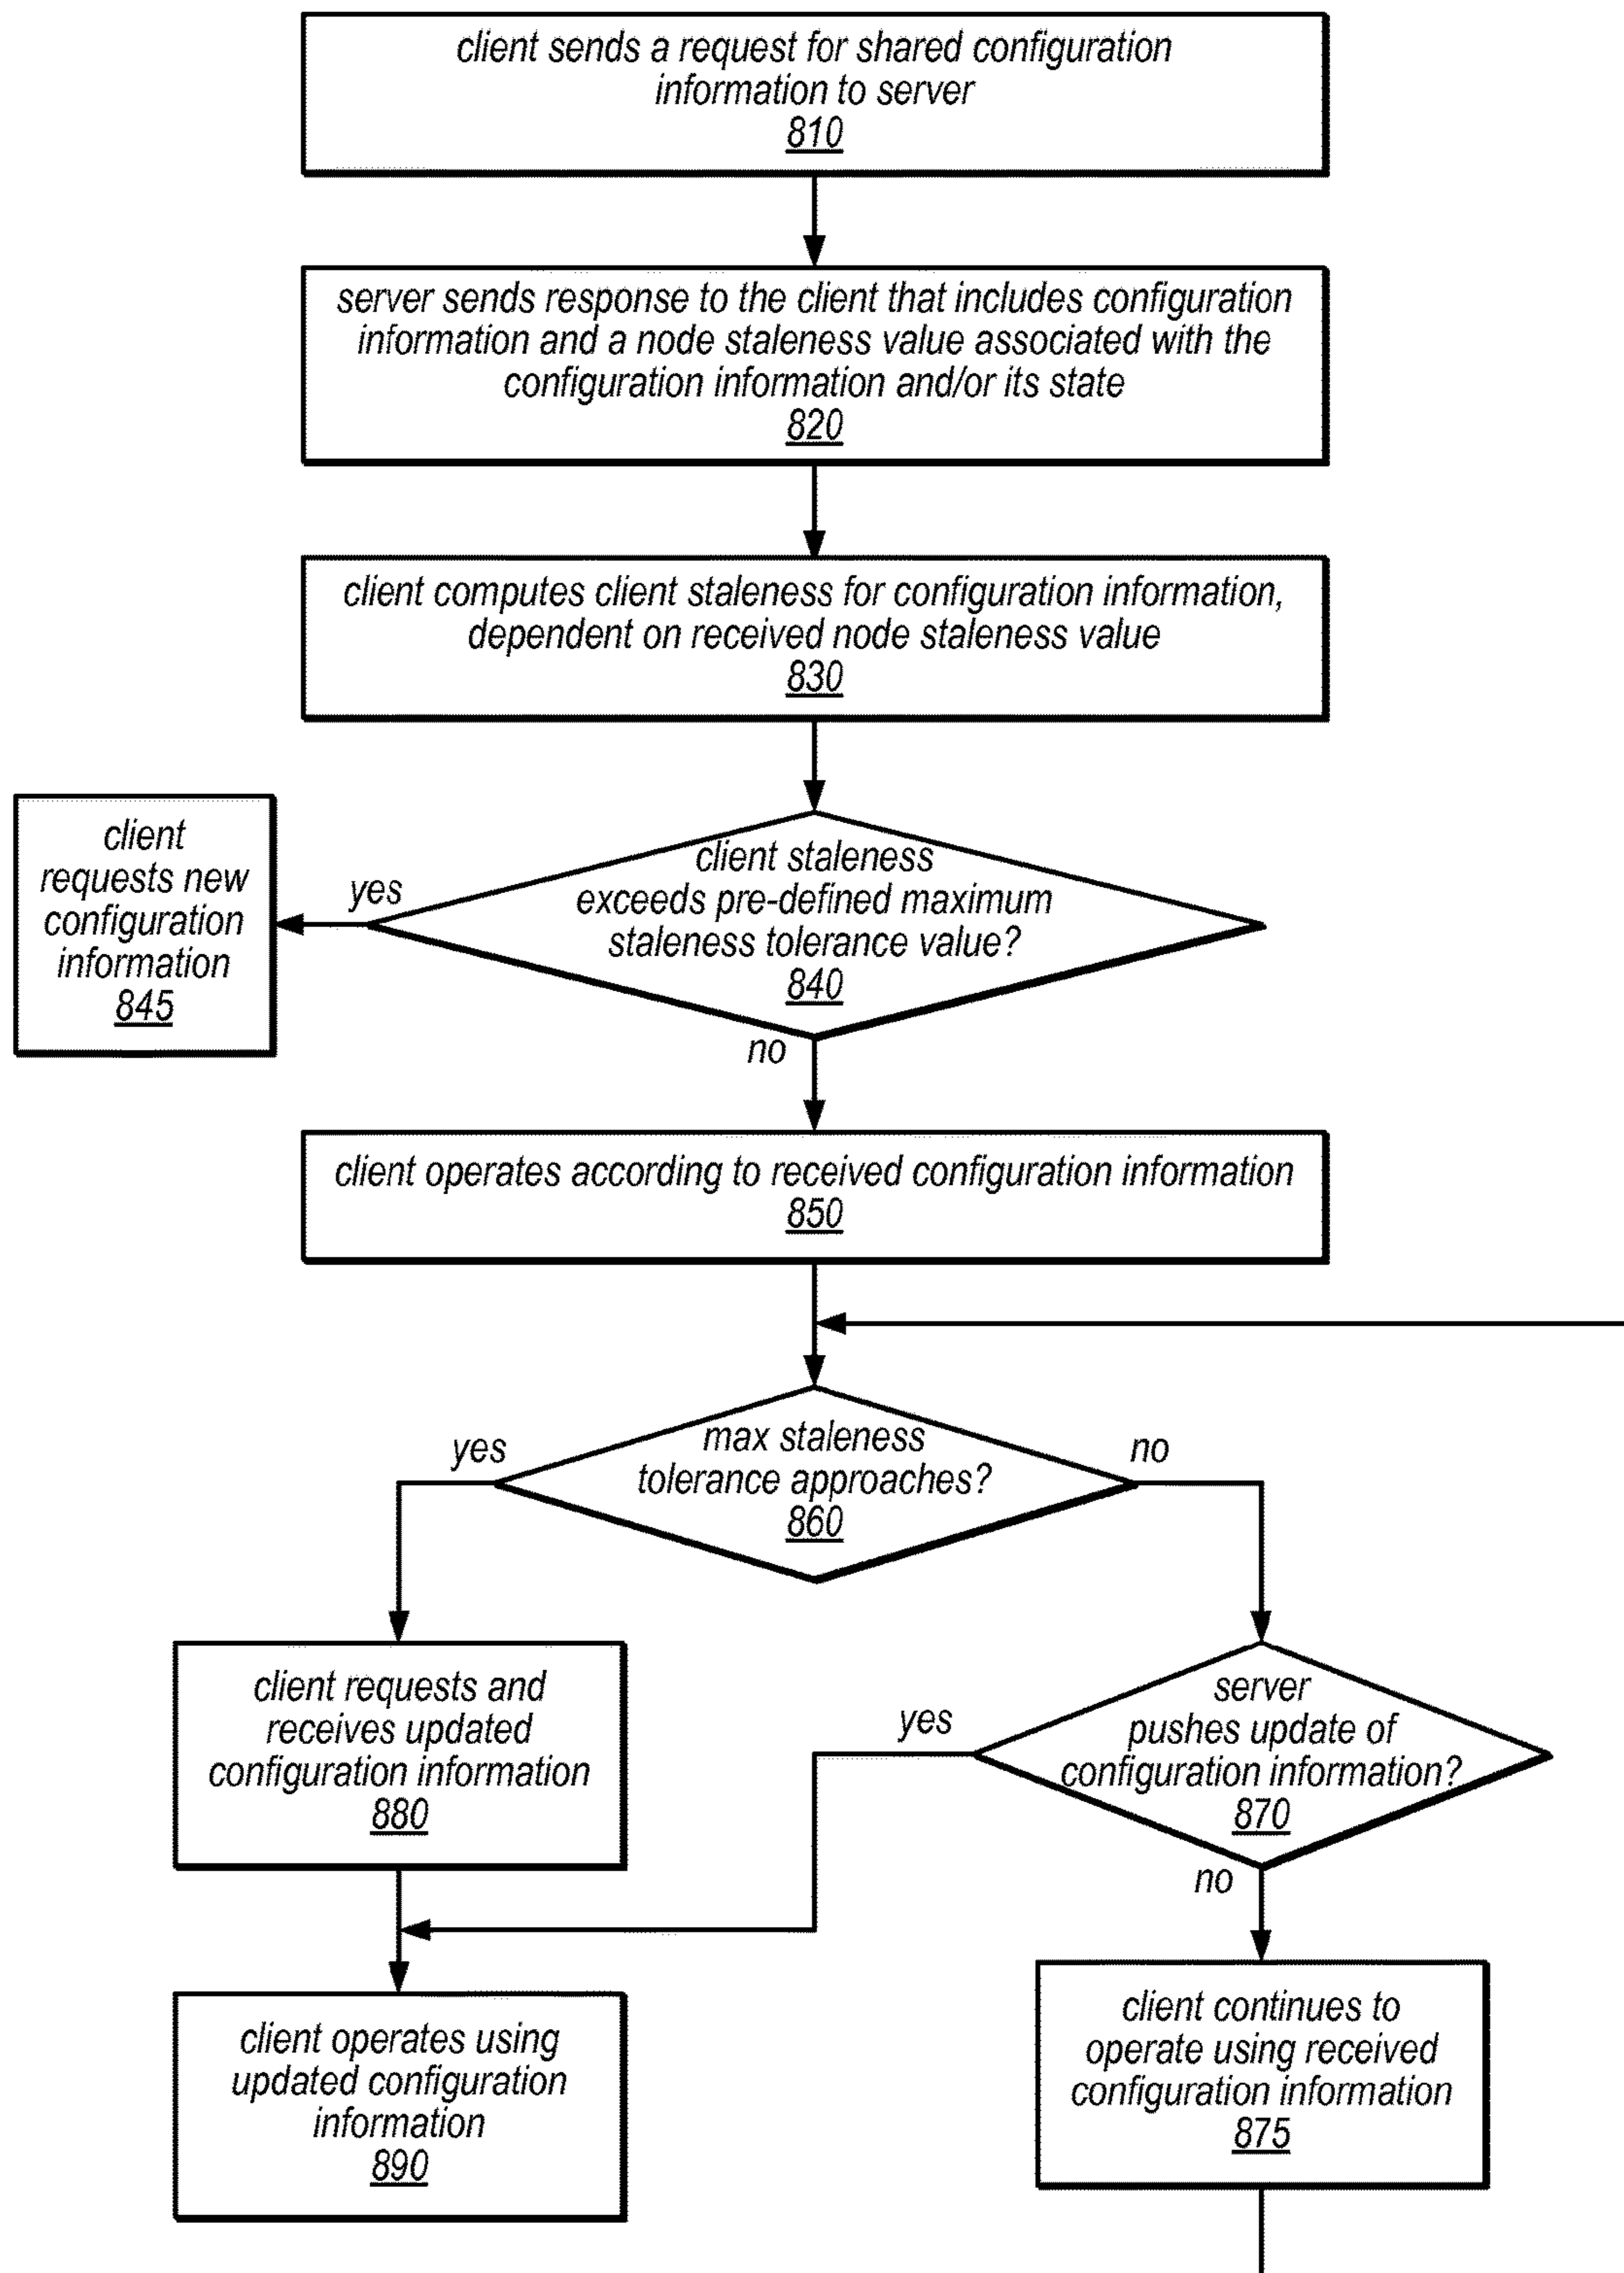 client sends a request for shared configuration
information to server
810
server sends response to the client that includes configuration
information and a node staleness value associated with the
configuration information and/or its state
820
client computes client staleness for configuration information,
dependent on received node staleness value
830
client
requests new
configuration
information
845
yes
client staleness
exceeds pre-defined maximum
staleness tolerance value?
840
no
client operates according to received configuration information
850
yes
max staleness
tolerance approaches?
860
no
client requests and
receives updated
configuration information
880
yes
server
pushes update of
configuration information?
870
no
client operates using
updated configuration
information
890
client continues to
operate using received
configuration information
875